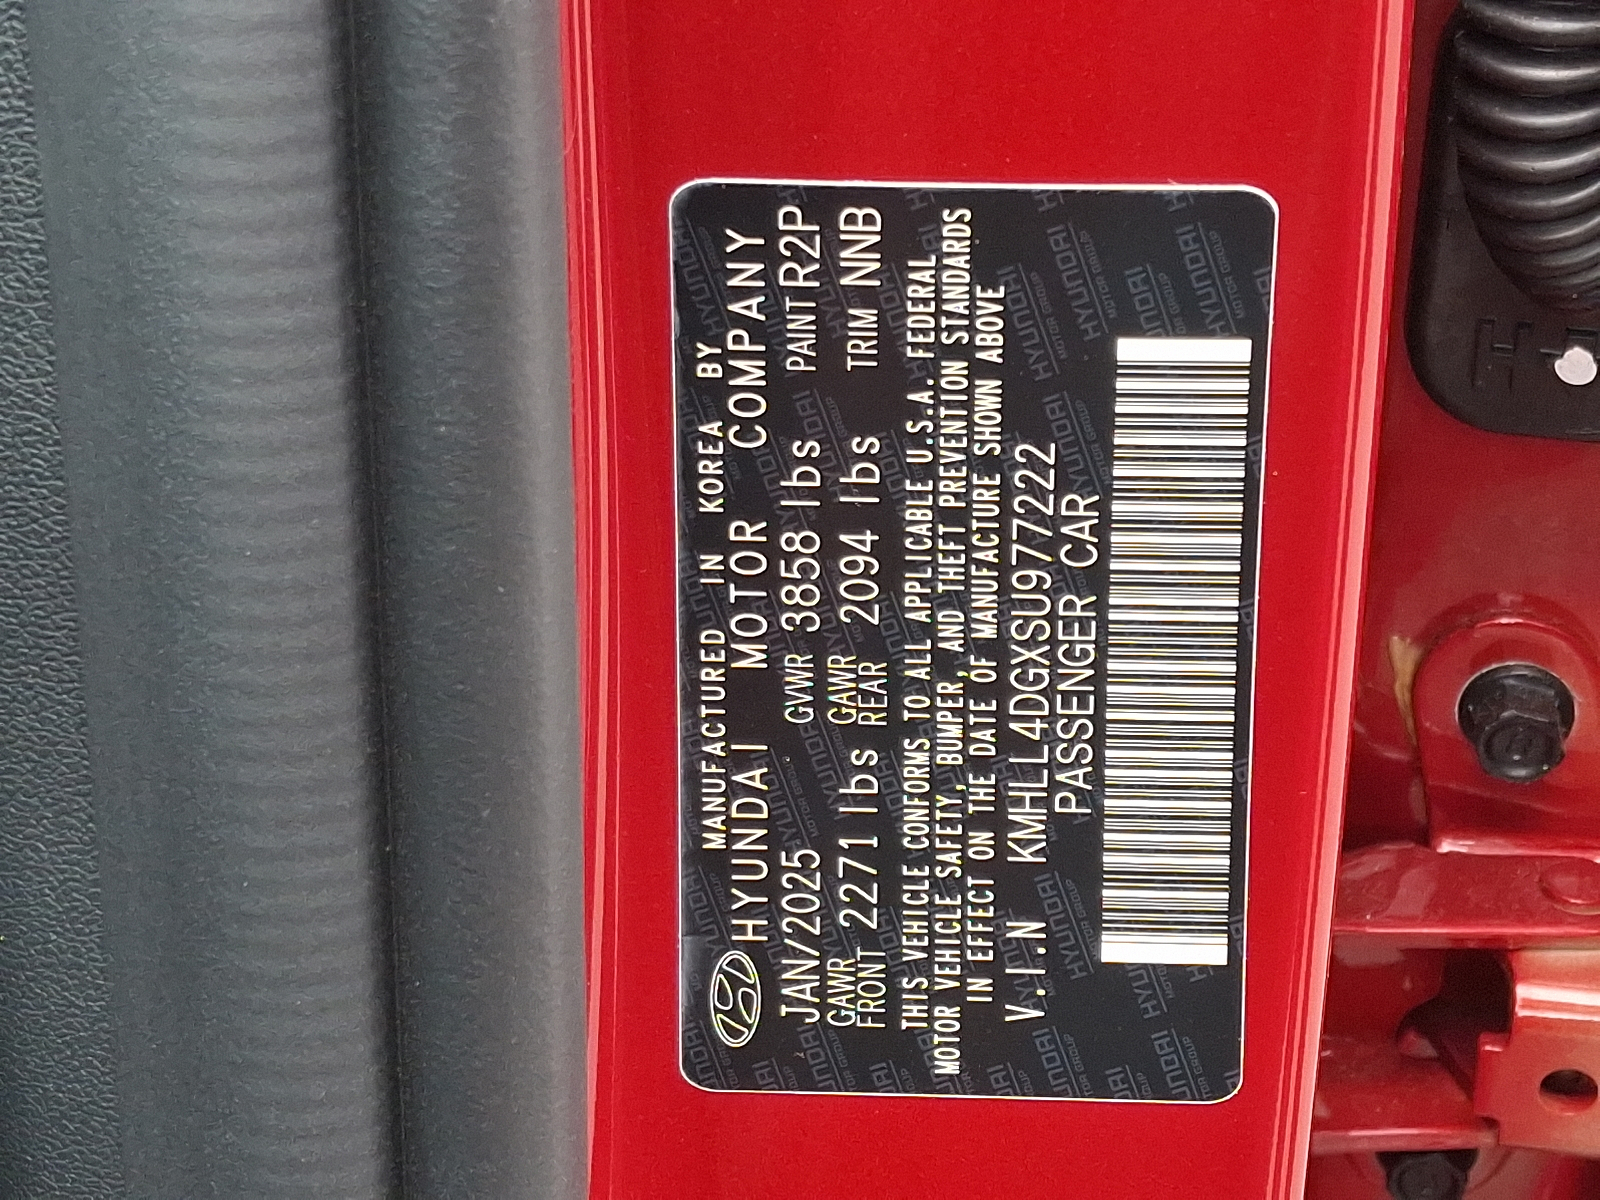 MANUFACTURED IN KOREA BY
HYUNDAI MOTOR COMPANY
JAN/2025 GVWR 3858 lbs PAINT R2P
GAWR FRONT 2271 lbs GAWR REAR 2094 lbs TRIM NNB
THIS VEHICLE CONFORMS TO ALL APPLICABLE U.S.A. FEDERAL
MOTOR VEHICLE SAFETY, BUMPER, AND THEFT PREVENTION STANDARDS
IN EFFECT ON THE DATE OF MANUFACTURE SHOWN ABOVE
V.I.N KMHLL4DGXSU977222
PASSENGER CAR